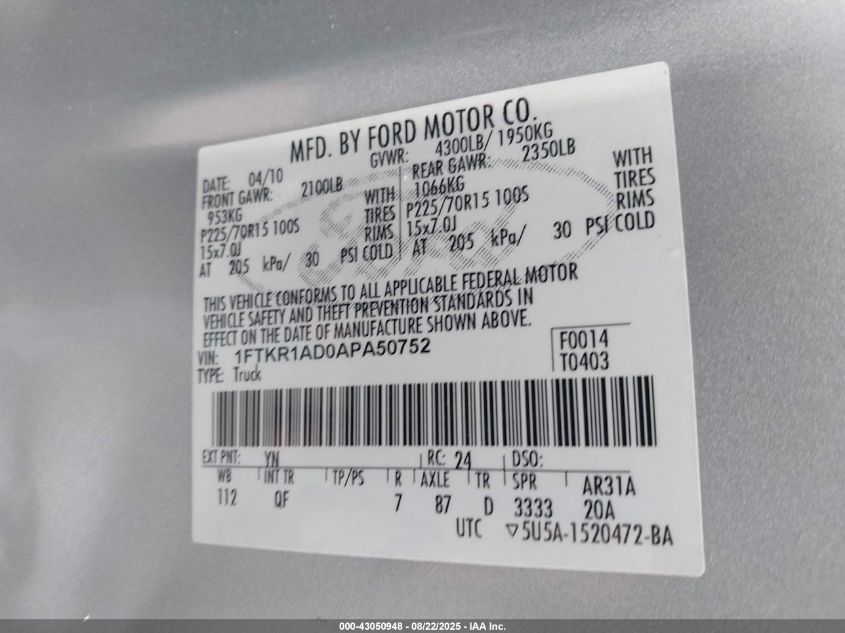 MFD. BY FORD MOTOR CO.
DATE: 04/10 GVWR: 4300LB/ 1950KG
FRONT GAWR: 2100LB REAR GAWR: 2350LB
953KG WITH 1066KG WITH
P225/70R15 100S TIRES P225/70R15 100S TIRES
15x7.0J RIMS 15x7.0J RIMS
AT 205 kPa/ 30 PSI COLD AT 205 kPa/ 30 PSI COLD
THIS VEHICLE CONFORMS TO ALL APPLICABLE FEDERAL MOTOR
VEHICLE SAFETY AND THEFT PREVENTION STANDARDS IN
EFFECT ON THE DATE OF MANUFACTURE SHOWN ABOVE.
VIN: 1FTKR1AD0APA50752 F0014
TYPE: Truck T0403
EXT PNT: YN RC: 24 DSO:
WB INT TR TP/PS R AXLE TR SPR AR31A
112 QF 7 87 D 3333 20A
UTC ▽5U5A-1520472-BA
000-43050948 - 08/22/2025 - IAA Inc.